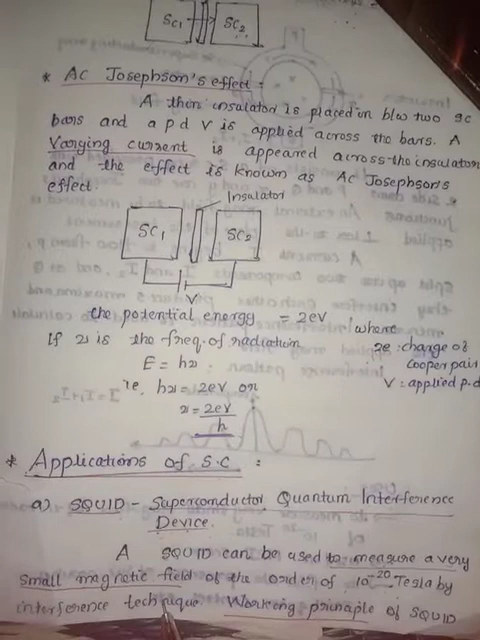 SC1 SC2
* AC Josephson's effect :
A thin insulator is placed in b/w two sc
bars and a p d V is applied across the bars. A
Varying current is appeared across the insulator
and the effect is known as AC Josephson's
effect.
Insulator
SC1 SC2
V
the potential energy = 2eV where
If ν is the freq. of radiation 2e : charge of
E = hν Cooper pair
ie, hν = 2eV or V : applied p.d
ν = 2eV
h
* Applications of S.C :
a) SQUID - Superconductor Quantum Interference
Device.
A SQUID can be used to measure a very
Small magnetic field of the order of 10^-20 Tesla by
interference technique. Working principle of SQUID